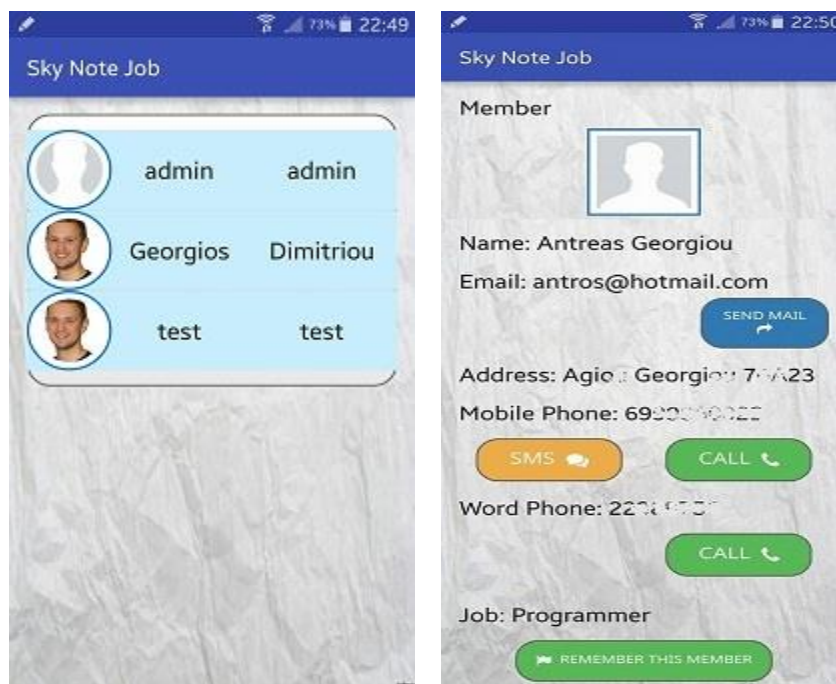 73% 22:49
Sky Note Job
admin admin
Georgios Dimitriou
test test
73% 22:50
Sky Note Job
Member
Name: Antreas Georgiou
Email: antros@hotmail.com
SEND MAIL
Address:
Mobile Phone:
SMS CALL
Word Phone:
CALL
Job: Programmer
REMEMBER THIS MEMBER